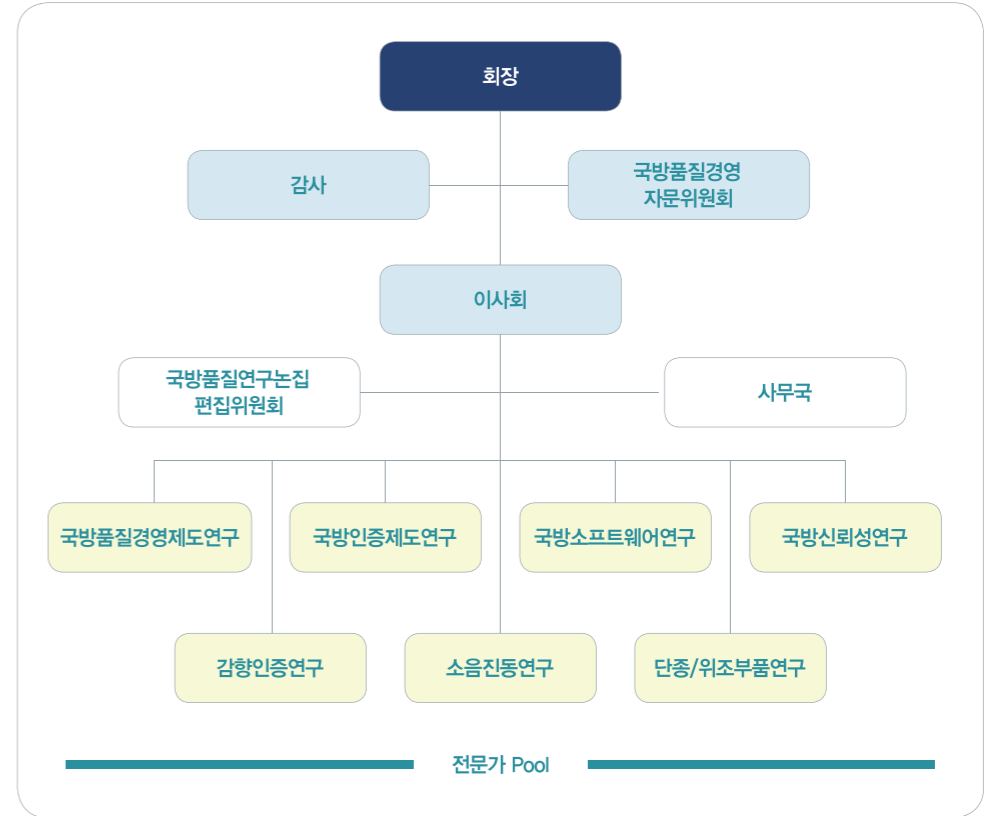 회장
감사
국방품질경영
자문위원회
이사회
국방품질연구논집
편집위원회
사무국
국방품질경영제도연구
국방인증제도연구
국방소프트웨어연구
국방신뢰성연구
감향인증연구
소음진동연구
단종/위조부품연구
전문가 Pool